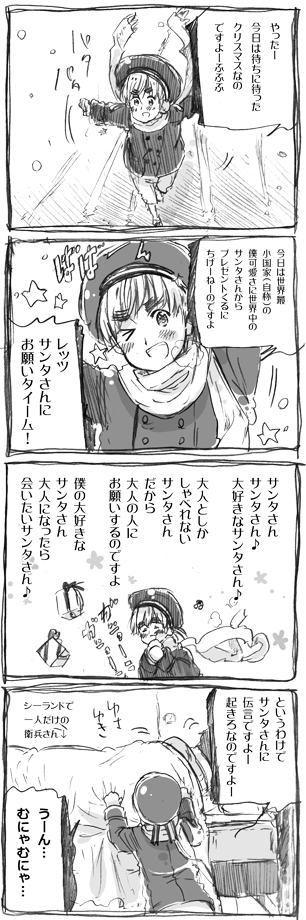 やったー
今日は待ちに待った
クリスマスなの
ですよーふふふ
バタ
バタ
今日は世界最
小国家（自称）の
僕可愛さに世界中の
サンタさんから
プレゼントくるに
ちげーねーのですよ
レッツ
サンタさんに
お願いタイーム！
サンタさん
サンタさん♪
大好きなサンタさん♪
大人としか
しゃべれない
サンタさん
だから
大人の人に
お願いするのですよ
僕の大好きな
サンタさん
大人になったら
会いたいサンタさん♪
というわけで
サンタさんに
伝言ですよー
起きろなのですよー
ゆさ
ゆさ
シーランドで
一人だけの
衛兵さん
うーん…
むにゃむにゃ…